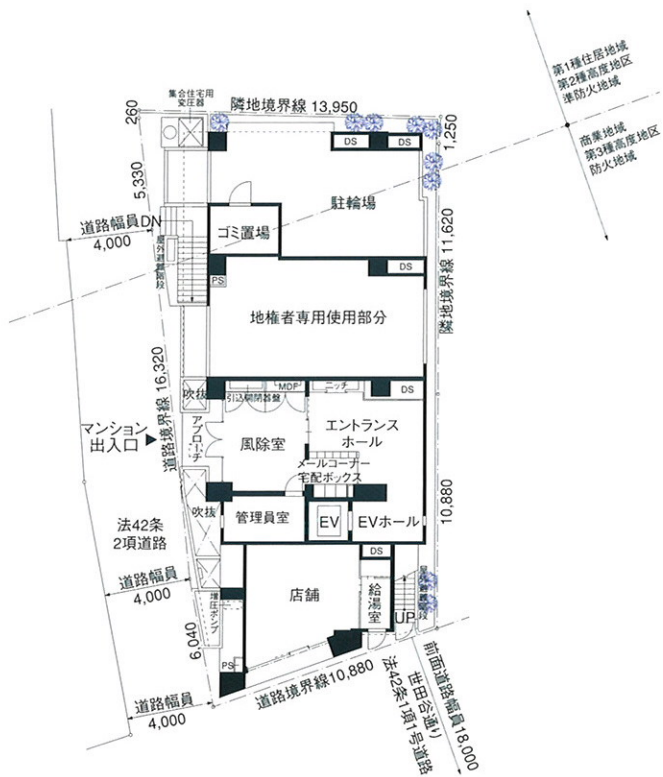 第1種住居地域
第2種高度地区
準防火地域
商業地域
第3種高度地区
防火地域
集合住宅用
変圧器
隣地境界線 13,950
260
1,250
5,330
DS
DS
駐輪場
道路幅員
4,000
DN
ゴミ置場
屋外避難階段
隣地境界線 11,620
DS
PS
地権者専用使用部分
道路境界線 16,320
吹抜
引込開閉器盤
MDF
ニッチ
DS
マンション
出入口
アプローチ
風除室
エントランス
ホール
メールコーナー
宅配ボックス
吹抜
管理員室
EV
EVホール
10,880
法42条
2項道路
DS
道路幅員
4,000
増圧ポンプ
店舗
給湯室
屋外避難階段
UP
6,040
PS
道路境界線10,880
道路幅員
4,000
前面道路幅員18,000
世田谷通り
法42条1項1号道路